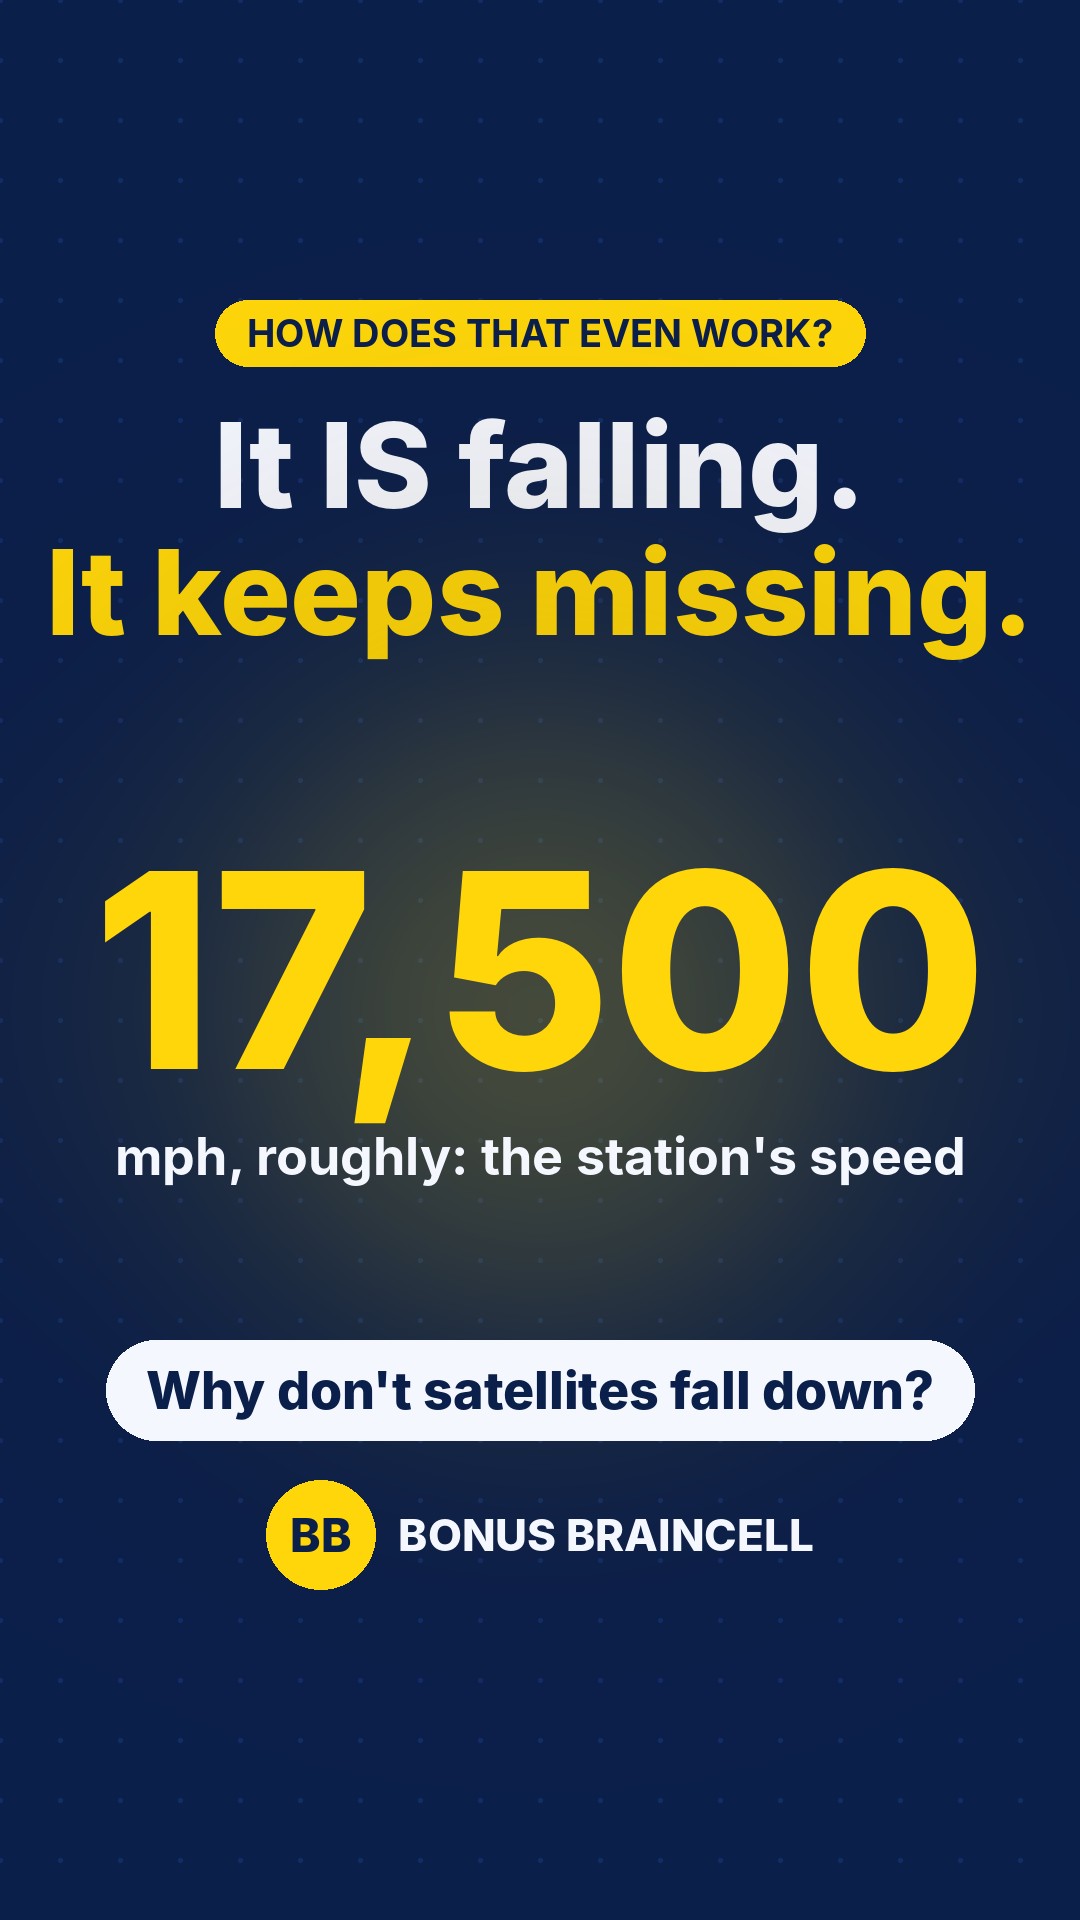 HOW DOES THAT EVEN WORK?
It IS falling.
It keeps missing.
17,500
mph, roughly: the station's speed
Why don't satellites fall down?
BB BONUS BRAINCELL